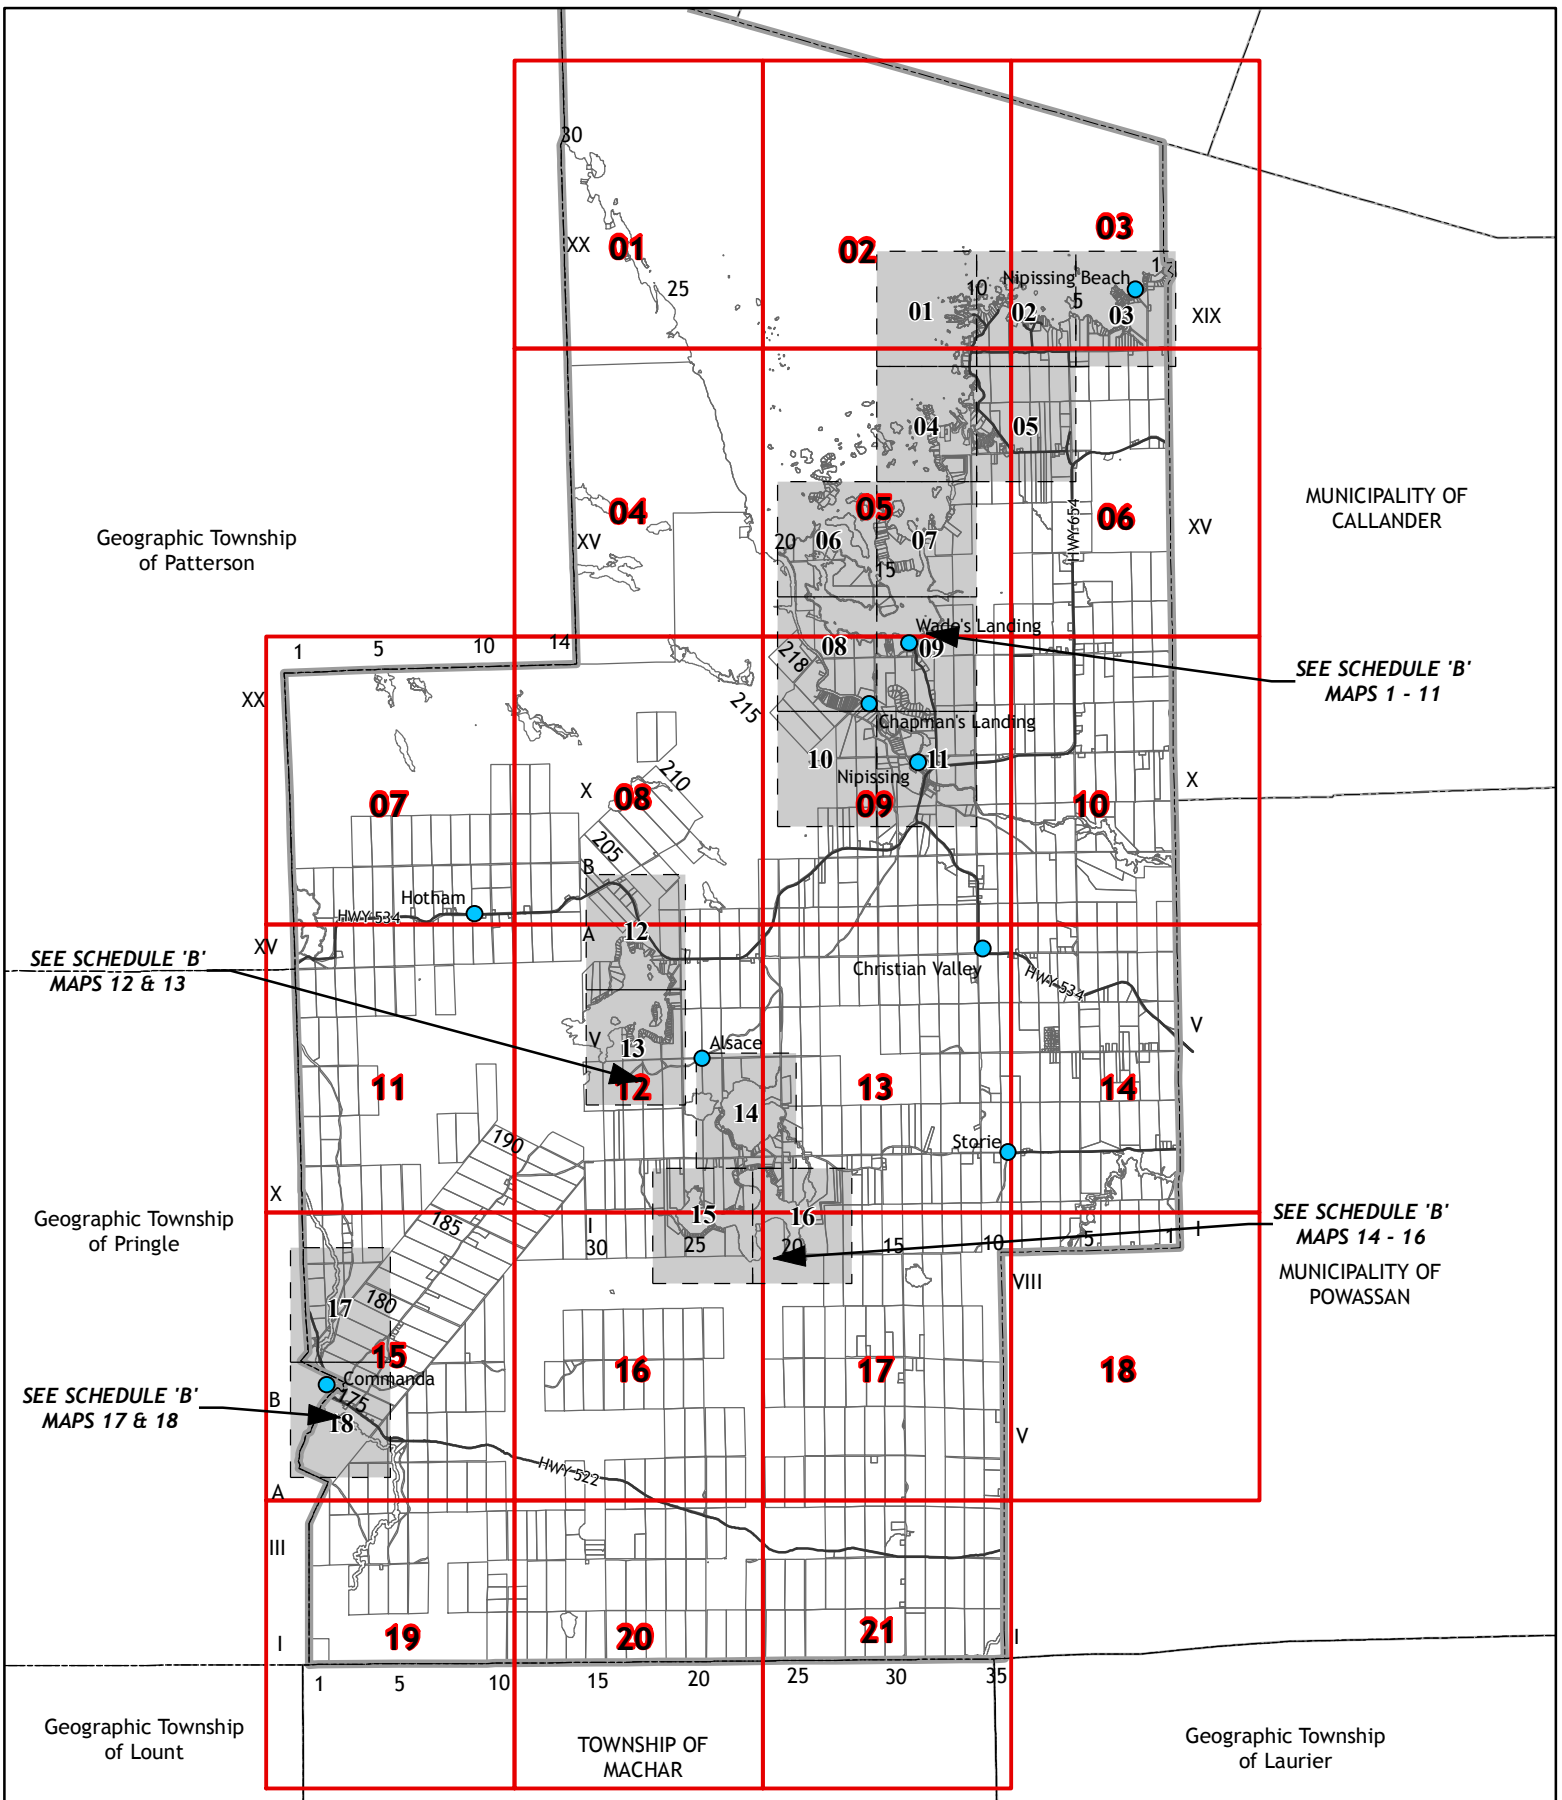 30
03
XX
01
02
Nipissing Beach
1
25
10
5
01
02
03
XIX
04
05
MUNICIPALITY OF
CALLANDER
04
05
06
HWY 654
XV
Geographic Township
of Patterson
XV
20
06
07
15
Wade's Landing
1
5
10
14
08
09
218
SEE SCHEDULE 'B'
MAPS 1 - 11
XX
215
Chapman's Landing
10
11
Nipissing
210
X
X
07
08
09
10
205
B
Hotham
HWY 534
XV
A
12
SEE SCHEDULE 'B'
MAPS 12 & 13
Christian Valley
HWY 534
V
V
13
Alsace
11
12
13
14
14
190
Storie
X
Geographic Township
of Pringle
185
I
15
16
SEE SCHEDULE 'B'
MAPS 14 - 16
30
25
20
15
10
5
1
I
VIII
MUNICIPALITY OF
POWASSAN
17
180
15
16
17
18
Commanda
SEE SCHEDULE 'B'
MAPS 17 & 18
B
175
18
V
HWY 522
A
III
19
20
21
I
I
1
5
10
15
20
25
30
35
Geographic Township
of Lount
TOWNSHIP OF
MACHAR
Geographic Township
of Laurier